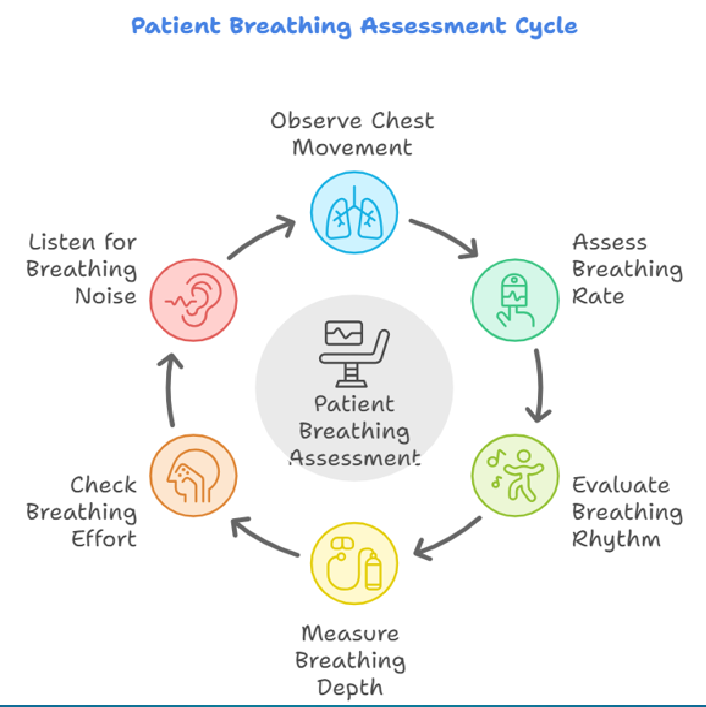 Patient Breathing Assessment Cycle
Observe Chest
Movement
Assess
Breathing
Rate
Evaluate
Breathing
Rhythm
Measure
Breathing
Depth
Check
Breathing
Effort
Listen for
Breathing
Noise
Patient
Breathing
Assessment